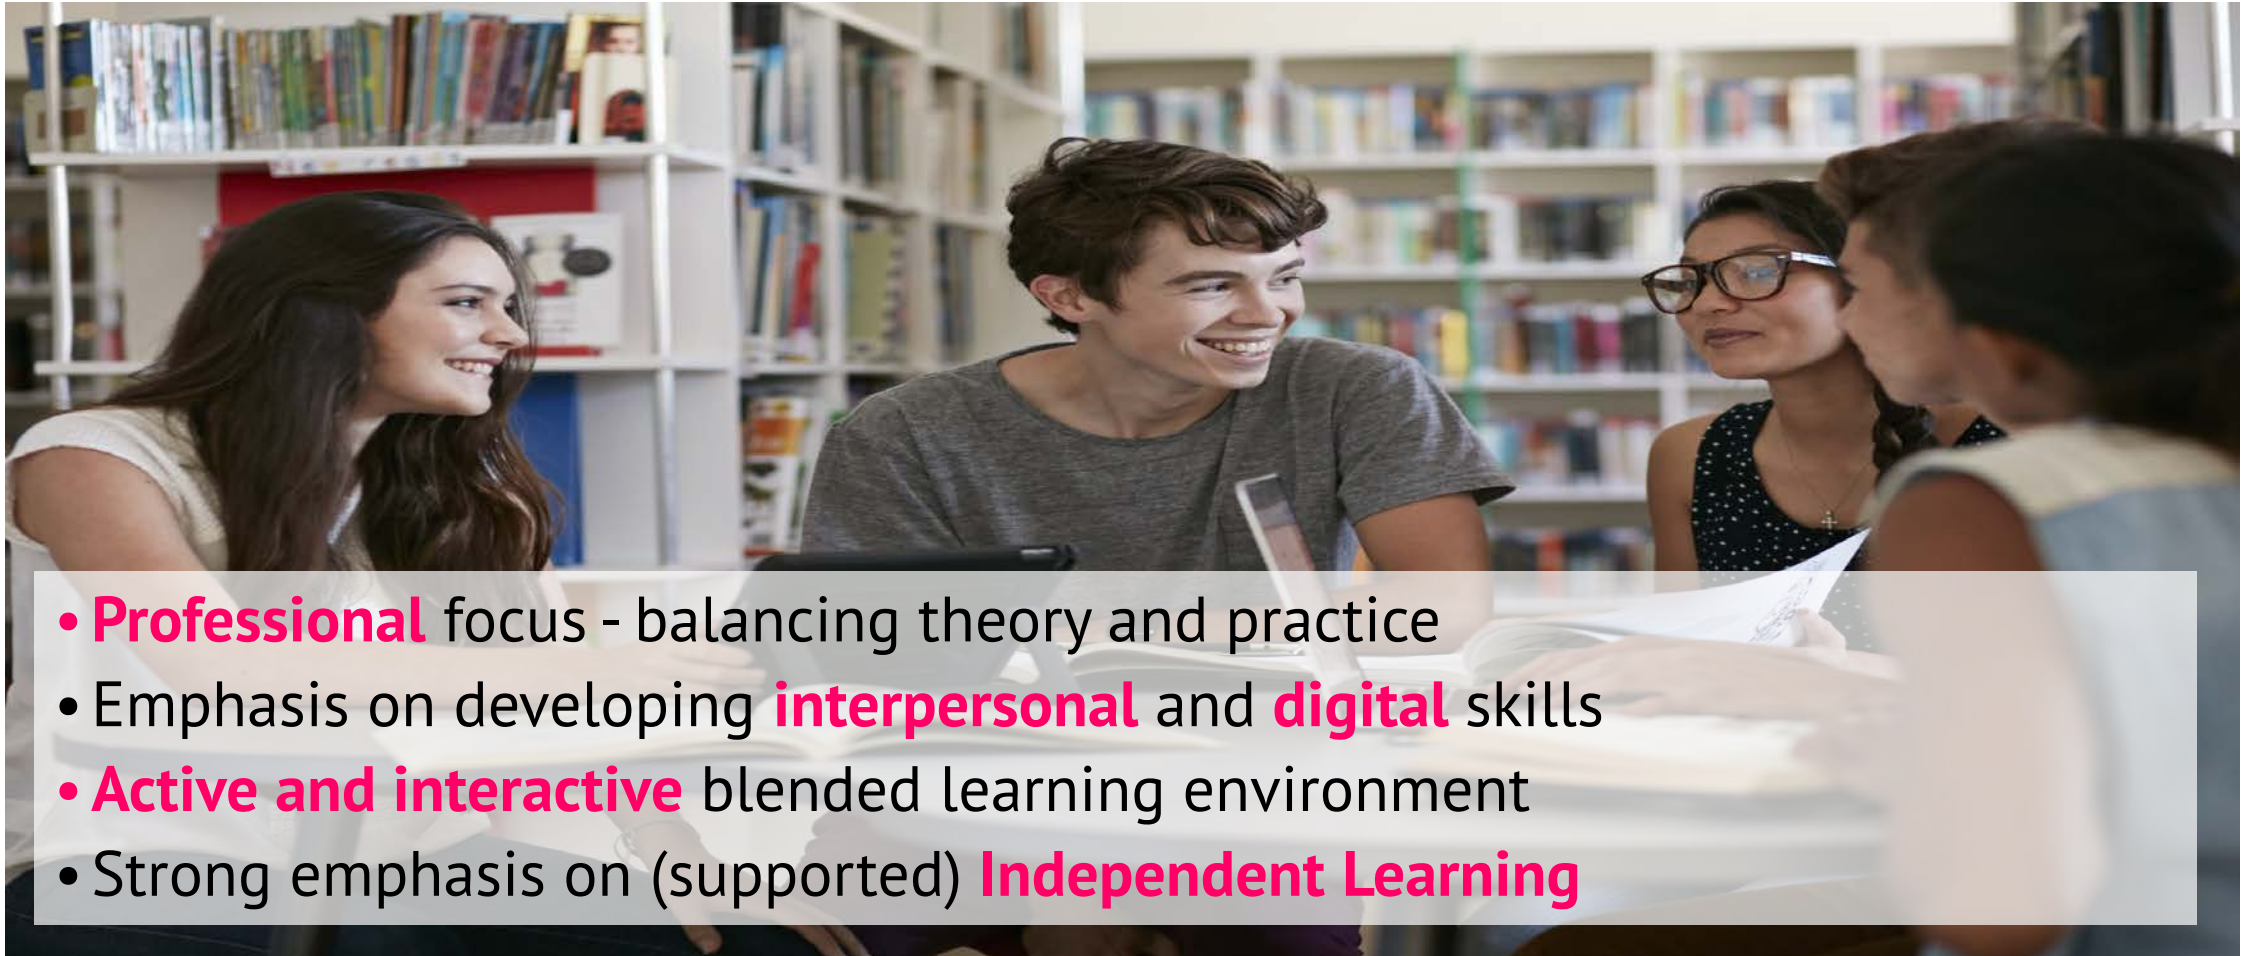 • Professional focus - balancing theory and practice
• Emphasis on developing interpersonal and digital skills
• Active and interactive blended learning environment
• Strong emphasis on (supported) Independent Learning